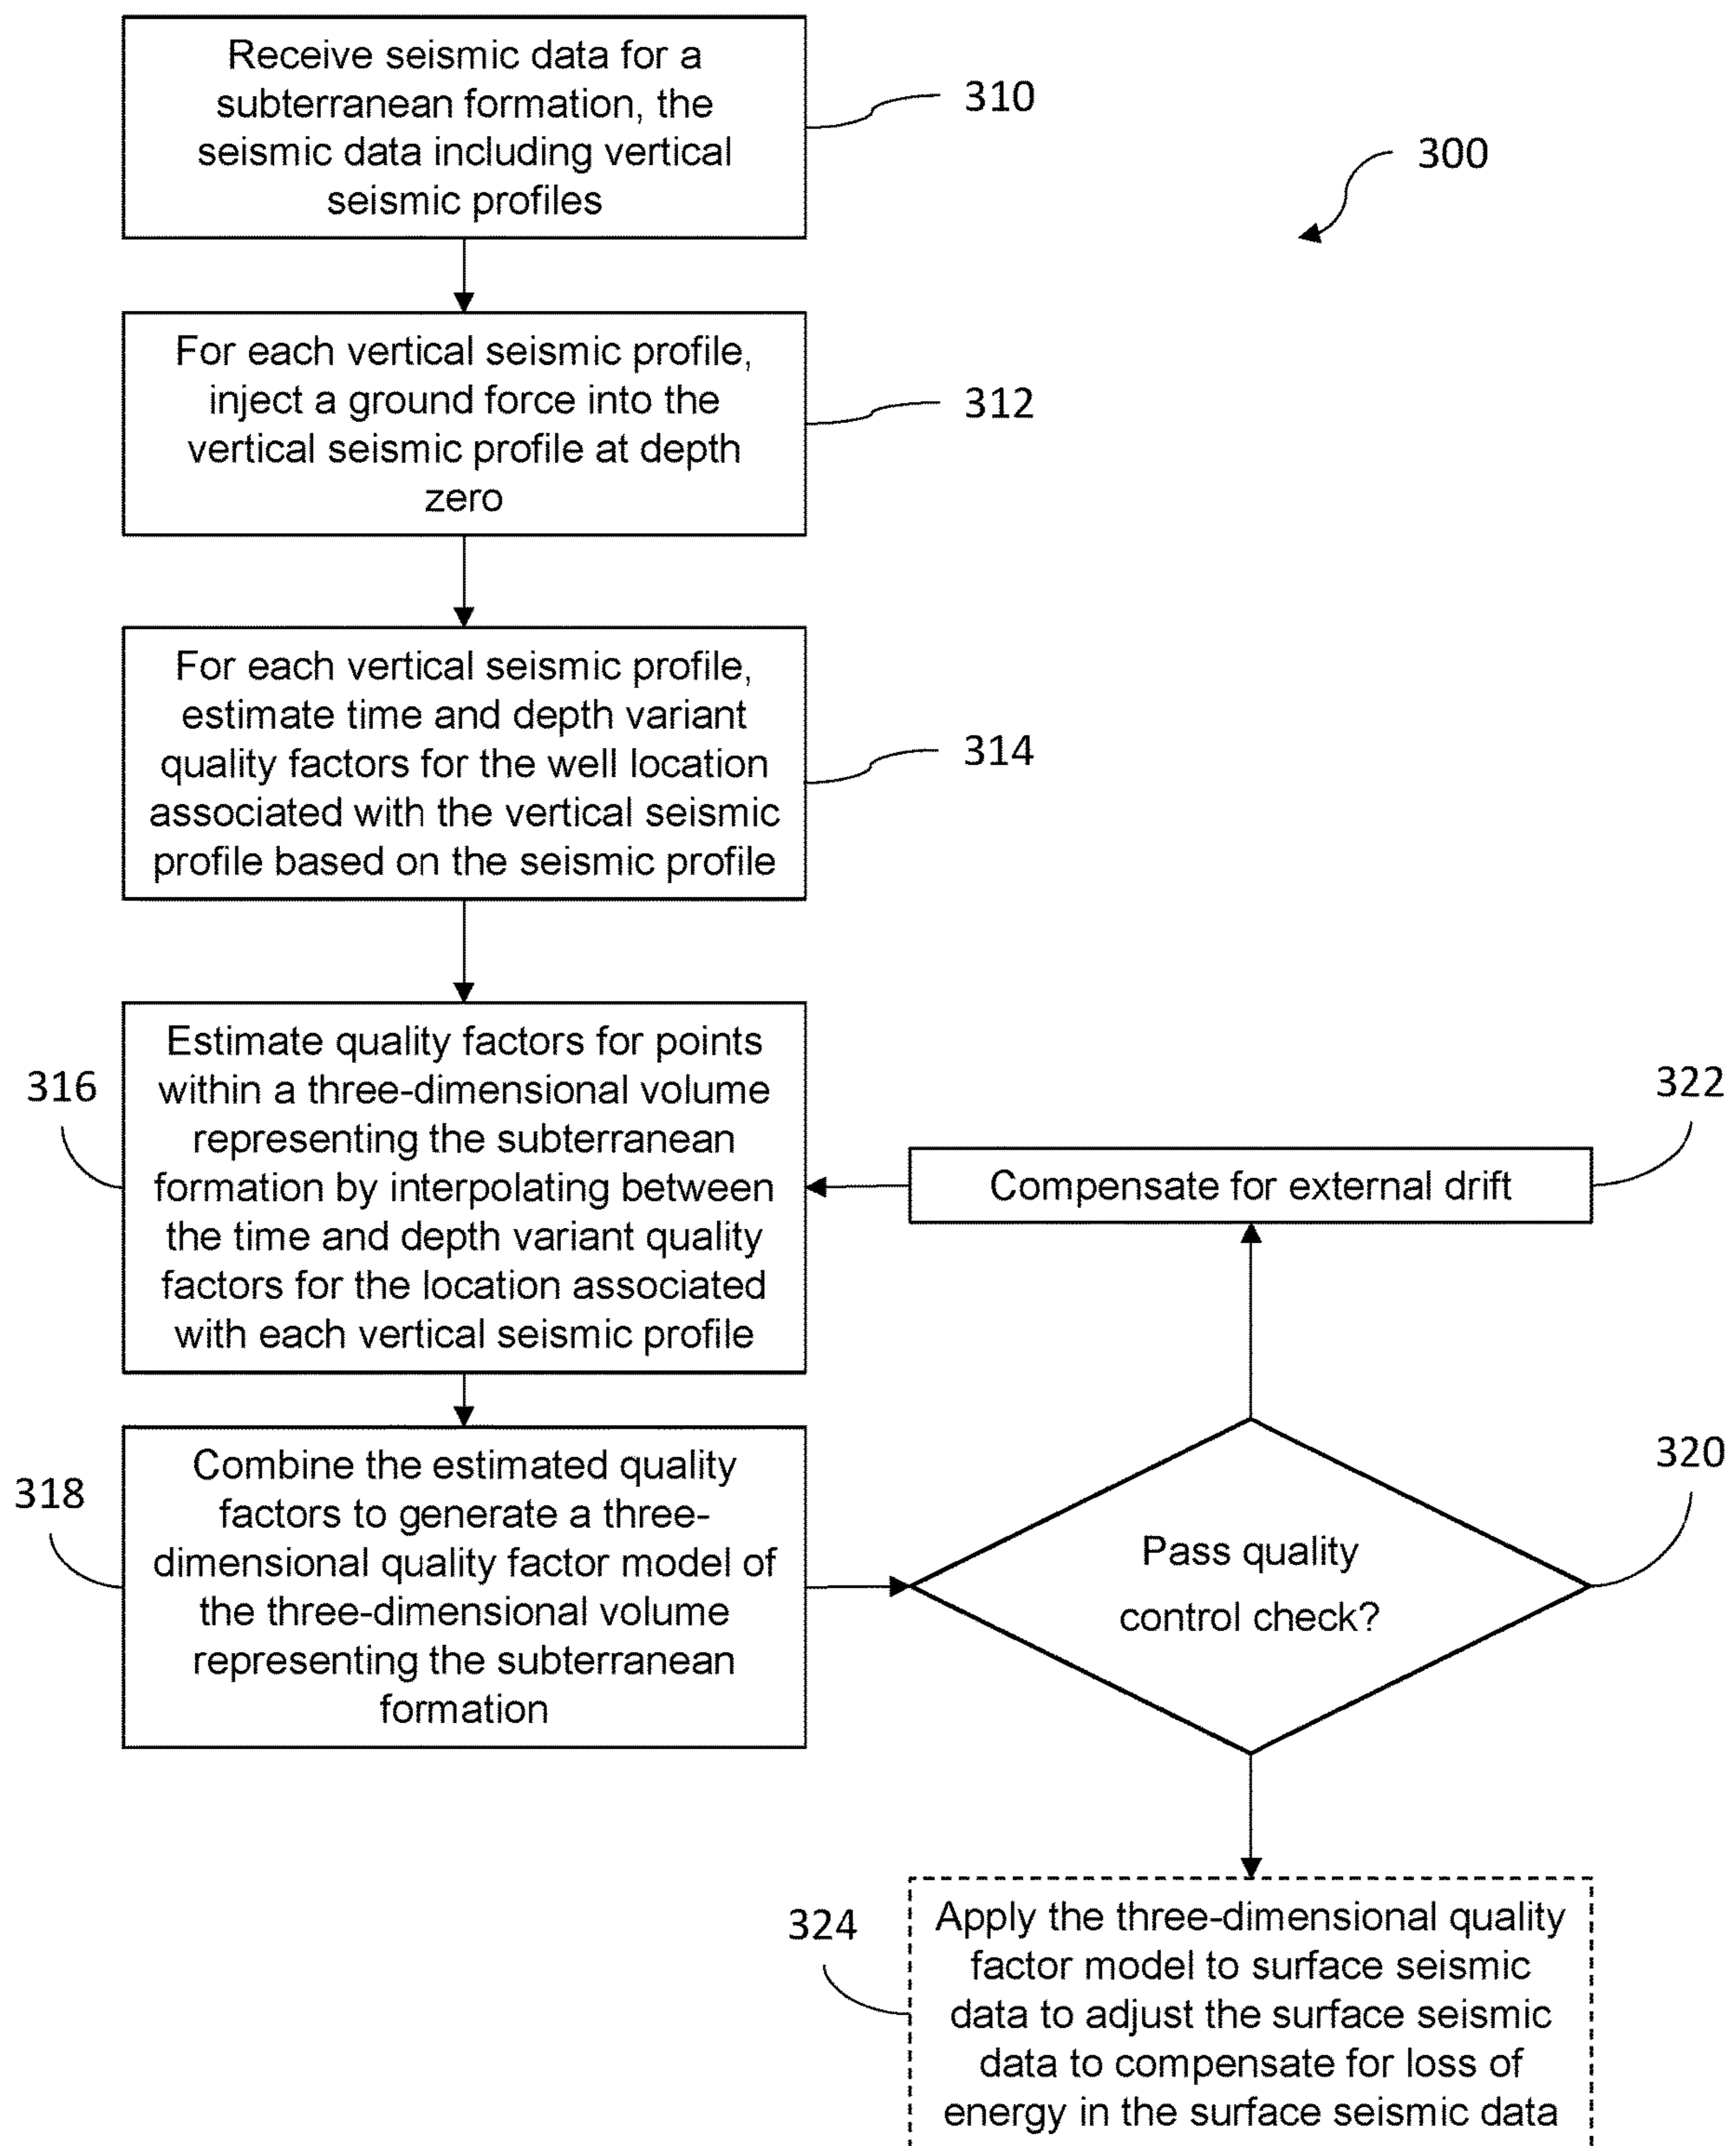 Receive seismic data for a
subterranean formation, the
seismic data including vertical
seismic profiles
310
300
For each vertical seismic profile,
inject a ground force into the
vertical seismic profile at depth
zero
312
For each vertical seismic profile,
estimate time and depth variant
quality factors for the well location
associated with the vertical seismic
profile based on the seismic profile
314
Estimate quality factors for points
within a three-dimensional volume
representing the subterranean
formation by interpolating between
the time and depth variant quality
factors for the location associated
with each vertical seismic profile
316
322
Compensate for external drift
Combine the estimated quality
factors to generate a three-
dimensional quality factor model of
the three-dimensional volume
representing the subterranean
formation
318
320
Pass quality
control check?
324
Apply the three-dimensional quality
factor model to surface seismic
data to adjust the surface seismic
data to compensate for loss of
energy in the surface seismic data